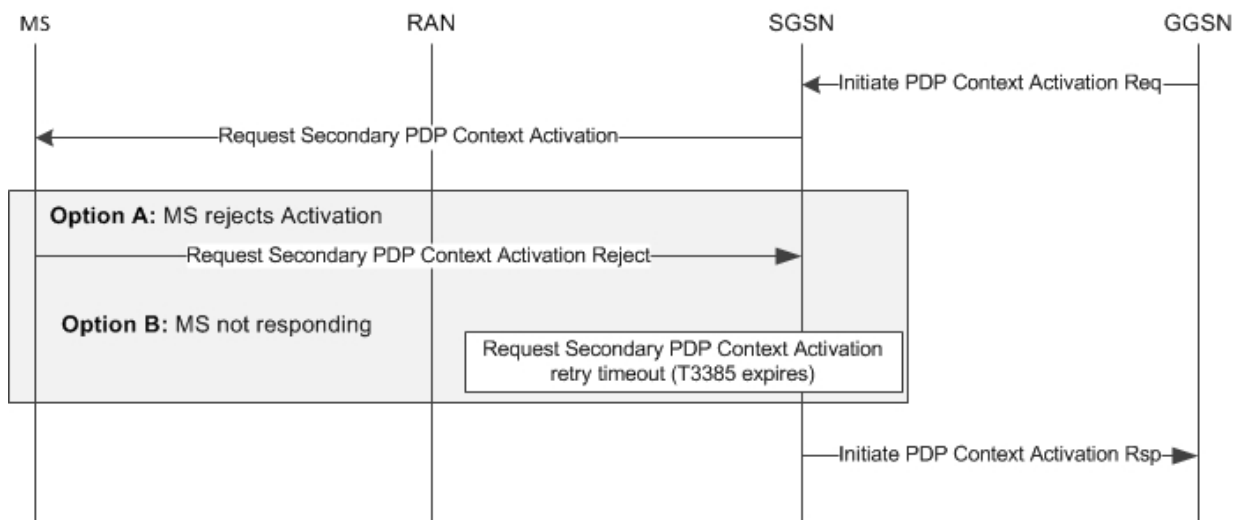 MS
RAN
SGSN
GGSN
Initiate PDP Context Activation Req
Request Secondary PDP Context Activation
Option A: MS rejects Activation
Request Secondary PDP Context Activation Reject
Option B: MS not responding
Request Secondary PDP Context Activation
retry timeout (T3385 expires)
Initiate PDP Context Activation Rsp